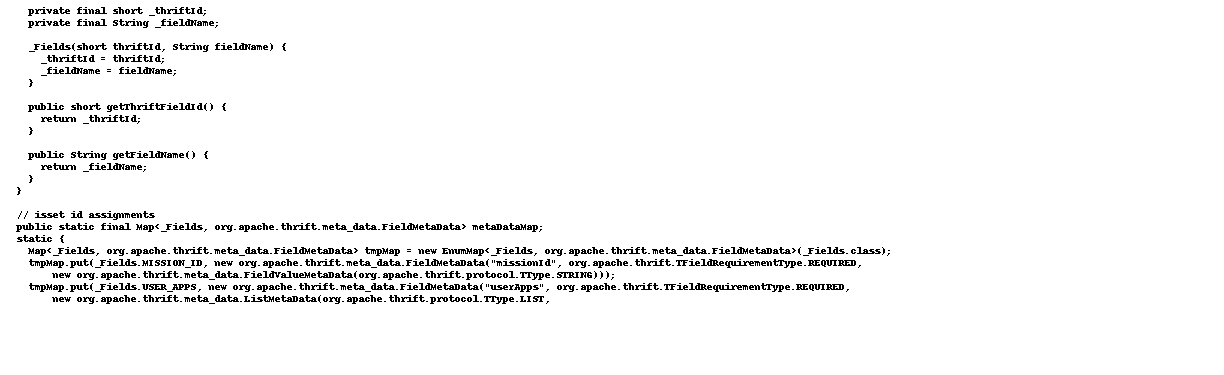 private final short _thriftId;
    private final String _fieldName;

    _Fields(short thriftId, String fieldName) {
      _thriftId = thriftId;
      _fieldName = fieldName;
    }

    public short getThriftFieldId() {
      return _thriftId;
    }

    public String getFieldName() {
      return _fieldName;
    }
  }

  // isset id assignments
  public static final Map<_Fields, org.apache.thrift.meta_data.FieldMetaData> metaDataMap;
  static {
    Map<_Fields, org.apache.thrift.meta_data.FieldMetaData> tmpMap = new EnumMap<_Fields, org.apache.thrift.meta_data.FieldMetaData>(_Fields.class);
    tmpMap.put(_Fields.MISSION_ID, new org.apache.thrift.meta_data.FieldMetaData("missionId", org.apache.thrift.TFieldRequirementType.REQUIRED,
        new org.apache.thrift.meta_data.FieldValueMetaData(org.apache.thrift.protocol.TType.STRING)));
    tmpMap.put(_Fields.USER_APPS, new org.apache.thrift.meta_data.FieldMetaData("userApps", org.apache.thrift.TFieldRequirementType.REQUIRED,
        new org.apache.thrift.meta_data.ListMetaData(org.apache.thrift.protocol.TType.LIST,